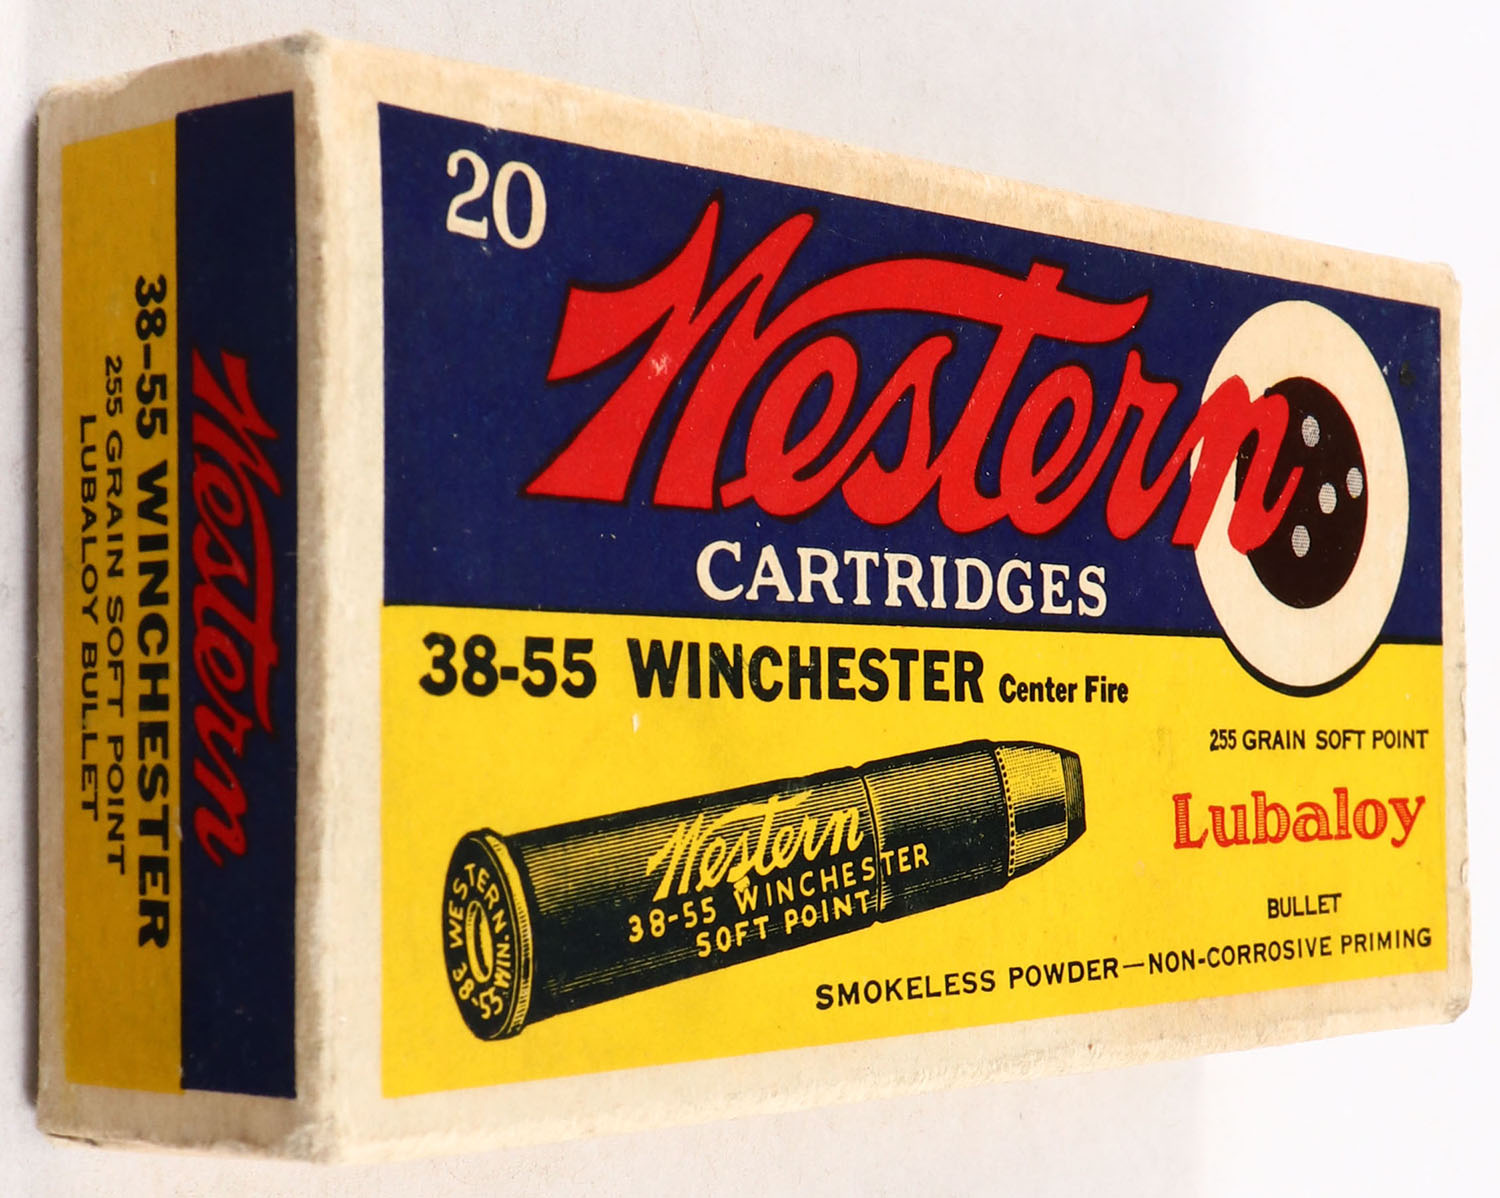 20
Western
CARTRIDGES
38-55 WINCHESTER Center Fire
255 GRAIN SOFT POINT
Lubaloy
BULLET
SMOKELESS POWDER—NON-CORROSIVE PRIMING
Western
38-55 WINCHESTER
SOFT POINT
WESTERN
38-55 WIN.
Western
38-55 WINCHESTER
255 GRAIN SOFT POINT
LUBALOY BULLET